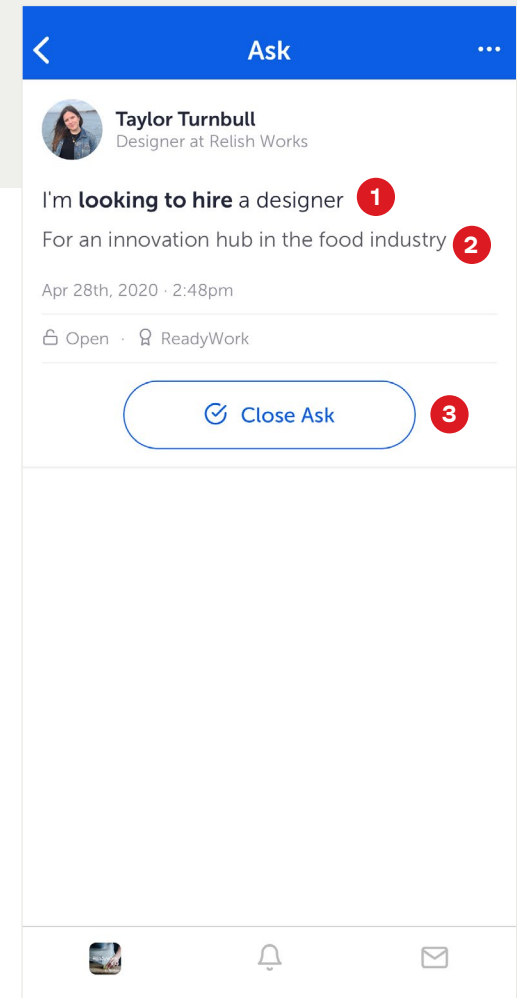 Ask
Taylor Turnbull
Designer at Relish Works
I'm looking to hire a designer 1
For an innovation hub in the food industry 2
Apr 28th, 2020 · 2:48pm
Open · ReadyWork
Close Ask 3